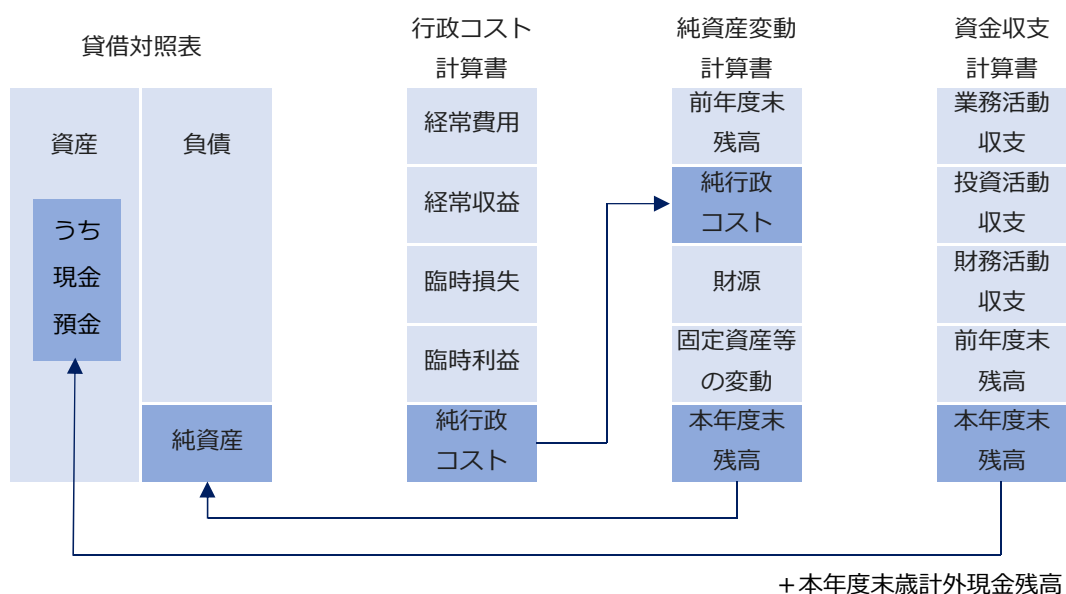 貸借対照表
資産
負債
うち
現金
預金
純資産
行政コスト
計算書
経常費用
経常収益
臨時損失
臨時利益
純行政
コスト
純資産変動
計算書
前年度末
残高
純行政
コスト
財源
固定資産等
の変動
本年度末
残高
資金収支
計算書
業務活動
収支
投資活動
収支
財務活動
収支
前年度末
残高
本年度末
残高
+本年度末歳計外現金残高